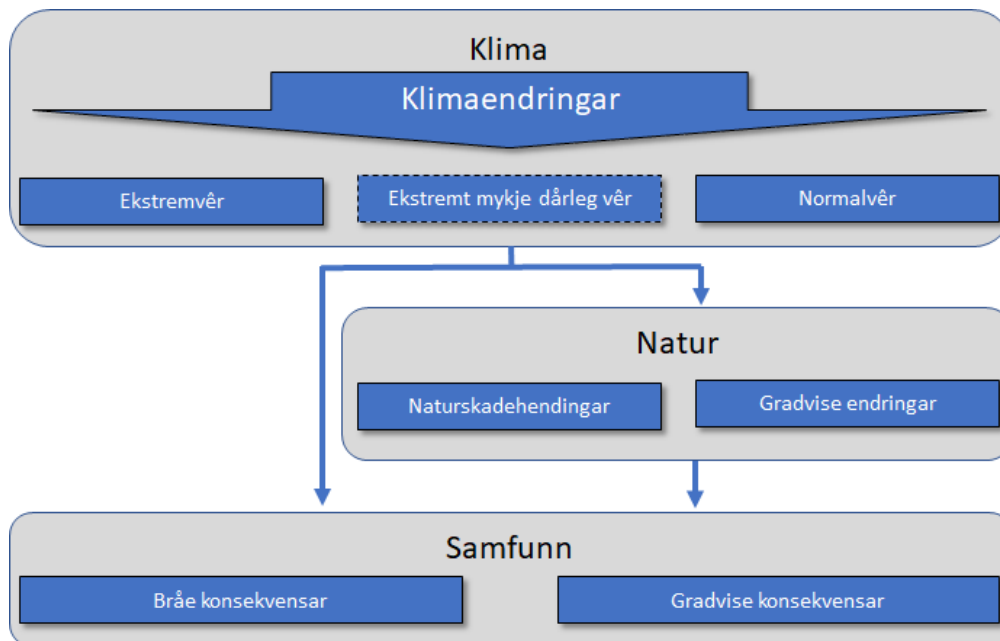 Klima
Klimaendringar
Ekstremvêr
Ekstremt mykje dårleg vêr
Normalvêr
Natur
Naturskadehendingar
Gradvise endringar
Samfunn
Bråe konsekvensar
Gradvise konsekvensar